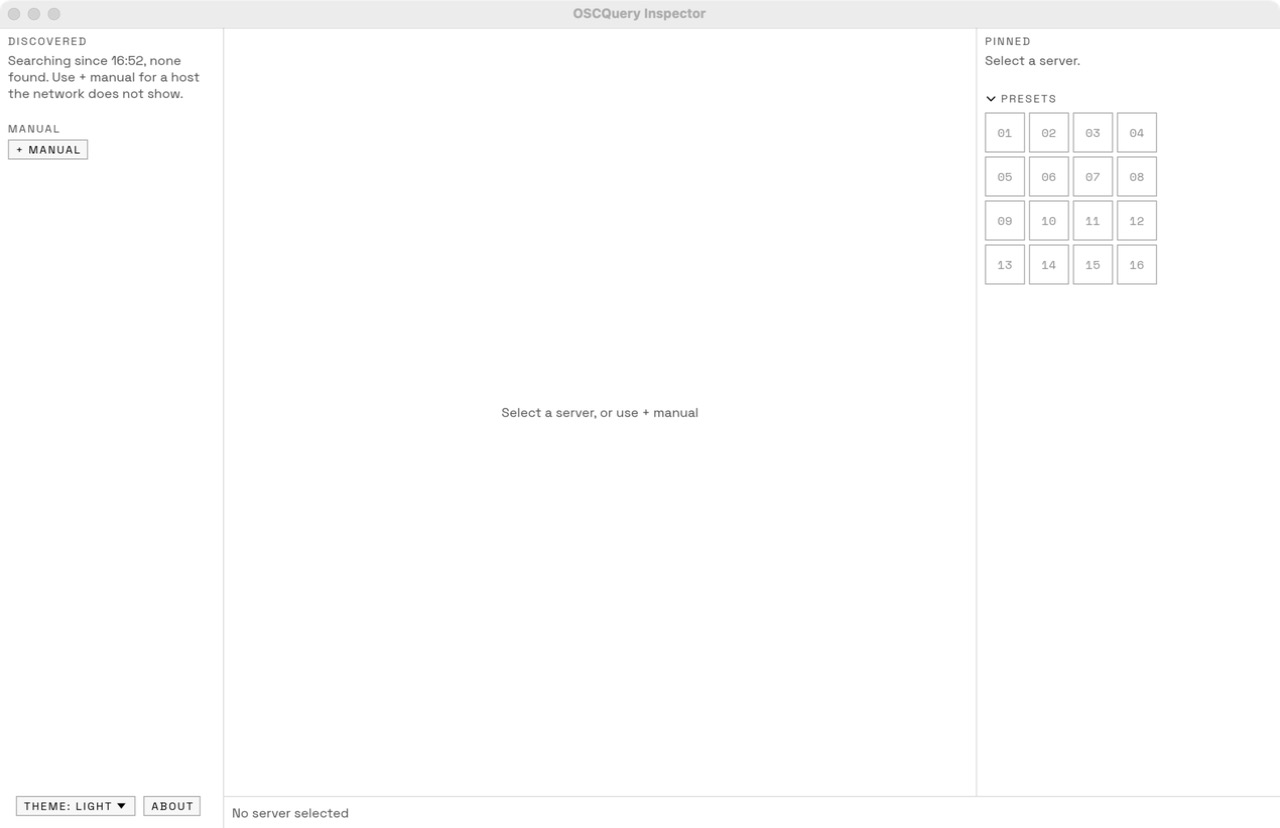 OSCQuery Inspector
DISCOVERED
Searching since 16:52, none
found. Use + manual for a host
the network does not show.
MANUAL
+ MANUAL
Select a server, or use + manual
PINNED
Select a server.
PRESETS
01 02 03 04
05 06 07 08
09 10 11 12
13 14 15 16
THEME: LIGHT
ABOUT
No server selected